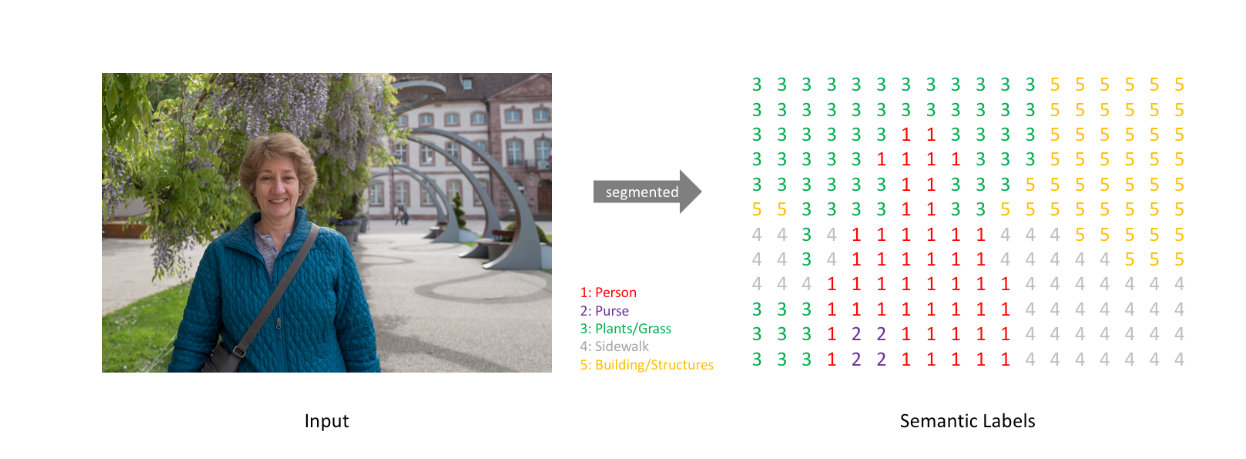 3 3 3 3 3 3 3 3 3 3 3 3 5 5 5 5 5 5
3 3 3 3 3 3 3 3 3 3 3 3 5 5 5 5 5 5
3 3 3 3 3 3 1 1 3 3 3 3 5 5 5 5 5 5
3 3 3 3 3 1 1 1 1 3 3 3 5 5 5 5 5 5
3 3 3 3 3 3 1 1 3 3 3 5 5 5 5 5 5 5
5 5 3 3 3 3 1 1 3 3 5 5 5 5 5 5 5 5
4 4 3 4 1 1 1 1 1 1 4 4 4 5 5 5 5 5
4 4 3 4 1 1 1 1 1 1 4 4 4 4 4 5 5 5
4 4 4 1 1 1 1 1 1 1 1 4 4 4 4 4 4 4
3 3 3 1 1 1 1 1 1 1 1 4 4 4 4 4 4 4
3 3 3 1 2 2 1 1 1 1 1 4 4 4 4 4 4 4
3 3 3 1 2 2 1 1 1 1 1 4 4 4 4 4 4 4
segmented
1: Person
2: Purse
3: Plants/Grass
4: Sidewalk
5: Building/Structures
Input
Semantic Labels